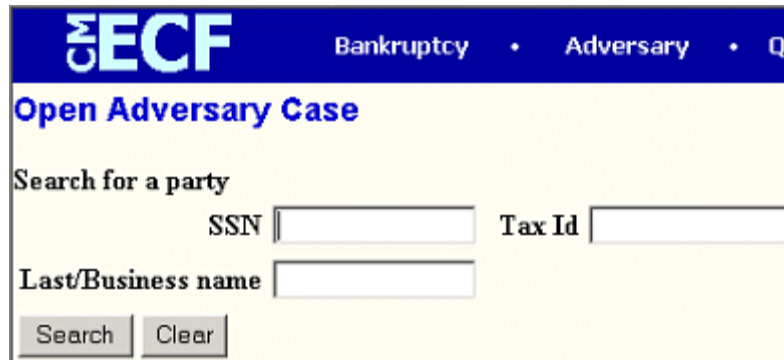 CM ECF Bankruptcy • Adversary • Q
Open Adversary Case
Search for a party
SSN Tax Id
Last/Business name
Search Clear